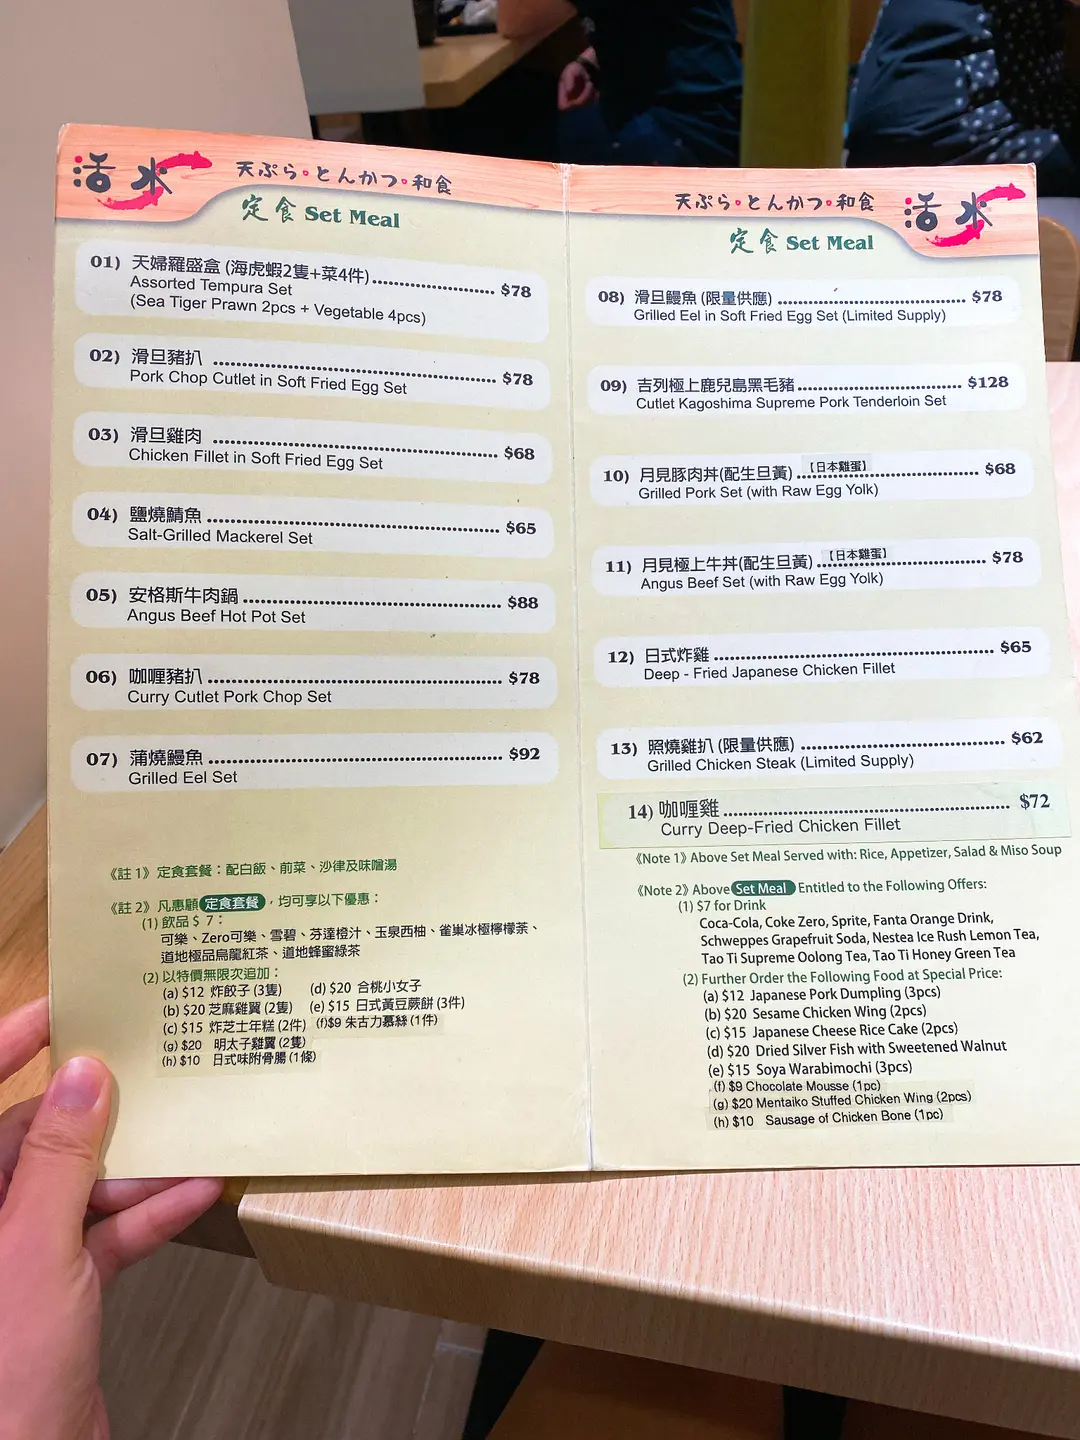 活水
天ぷら•とんかつ•和食
定食 Set Meal
01) 天婦羅盛盒 (海虎蝦2隻+菜4件)........................ $78
Assorted Tempura Set
(Sea Tiger Prawn 2pcs + Vegetable 4pcs)
02) 滑旦豬扒 ........................ $78
Pork Chop Cutlet in Soft Fried Egg Set
03) 滑旦雞肉 ........................ $68
Chicken Fillet in Soft Fried Egg Set
04) 鹽燒鯖魚 ........................ $65
Salt-Grilled Mackerel Set
05) 安格斯牛肉鍋 ........................ $88
Angus Beef Hot Pot Set
06) 咖喱豬扒 ........................ $78
Curry Cutlet Pork Chop Set
07) 蒲燒鰻魚 ........................ $92
Grilled Eel Set
《註 1》定食套餐：配白飯、前菜、沙律及味噌湯
《註 2》凡惠顧 定食套餐 ，均可享以下優惠：
(1) 飲品 $ 7：
可樂、Zero可樂、雪碧、芬達橙汁、玉泉西柚、雀巢冰極檸檬茶、
道地極品烏龍紅茶、道地蜂蜜綠茶
(2) 以特價無限次追加：
(a) $12 炸餃子 (3隻) (d) $20 合桃小女子
(b) $20 芝麻雞翼 (2隻) (e) $15 日式黃豆蕨餅 (3件)
(c) $15 炸芝士年糕 (2件) (f)$9 朱古力慕絲 (1件)
(g) $20 明太子雞翼 (2隻)
(h) $10 日式味附骨腸 (1條)
天ぷら•とんかつ•和食
活水
定食 Set Meal
08) 滑旦鰻魚 (限量供應) ........................ $78
Grilled Eel in Soft Fried Egg Set (Limited Supply)
09) 吉列極上鹿兒島黑毛豬........................ $128
Cutlet Kagoshima Supreme Pork Tenderloin Set
10) 月見豚肉丼(配生旦黃) 【日本雞蛋】........................ $68
Grilled Pork Set (with Raw Egg Yolk)
11) 月見極上牛丼(配生旦黃) 【日本雞蛋】........................ $78
Angus Beef Set (with Raw Egg Yolk)
12) 日式炸雞 ........................ $65
Deep - Fried Japanese Chicken Fillet
13) 照燒雞扒 (限量供應) ........................ $62
Grilled Chicken Steak (Limited Supply)
14) 咖喱雞........................ $72
Curry Deep-Fried Chicken Fillet
《Note 1》Above Set Meal Served with: Rice, Appetizer, Salad & Miso Soup
《Note 2》Above Set Meal Entitled to the Following Offers:
(1) $7 for Drink
Coca-Cola, Coke Zero, Sprite, Fanta Orange Drink,
Schweppes Grapefruit Soda, Nestea Ice Rush Lemon Tea,
Tao Ti Supreme Oolong Tea, Tao Ti Honey Green Tea
(2) Further Order the Following Food at Special Price:
(a) $12 Japanese Pork Dumpling (3pcs)
(b) $20 Sesame Chicken Wing (2pcs)
(c) $15 Japanese Cheese Rice Cake (2pcs)
(d) $20 Dried Silver Fish with Sweetened Walnut
(e) $15 Soya Warabimochi (3pcs)
(f) $9 Chocolate Mousse (1pc)
(g) $20 Mentaiko Stuffed Chicken Wing (2pcs)
(h) $10 Sausage of Chicken Bone (1pc)